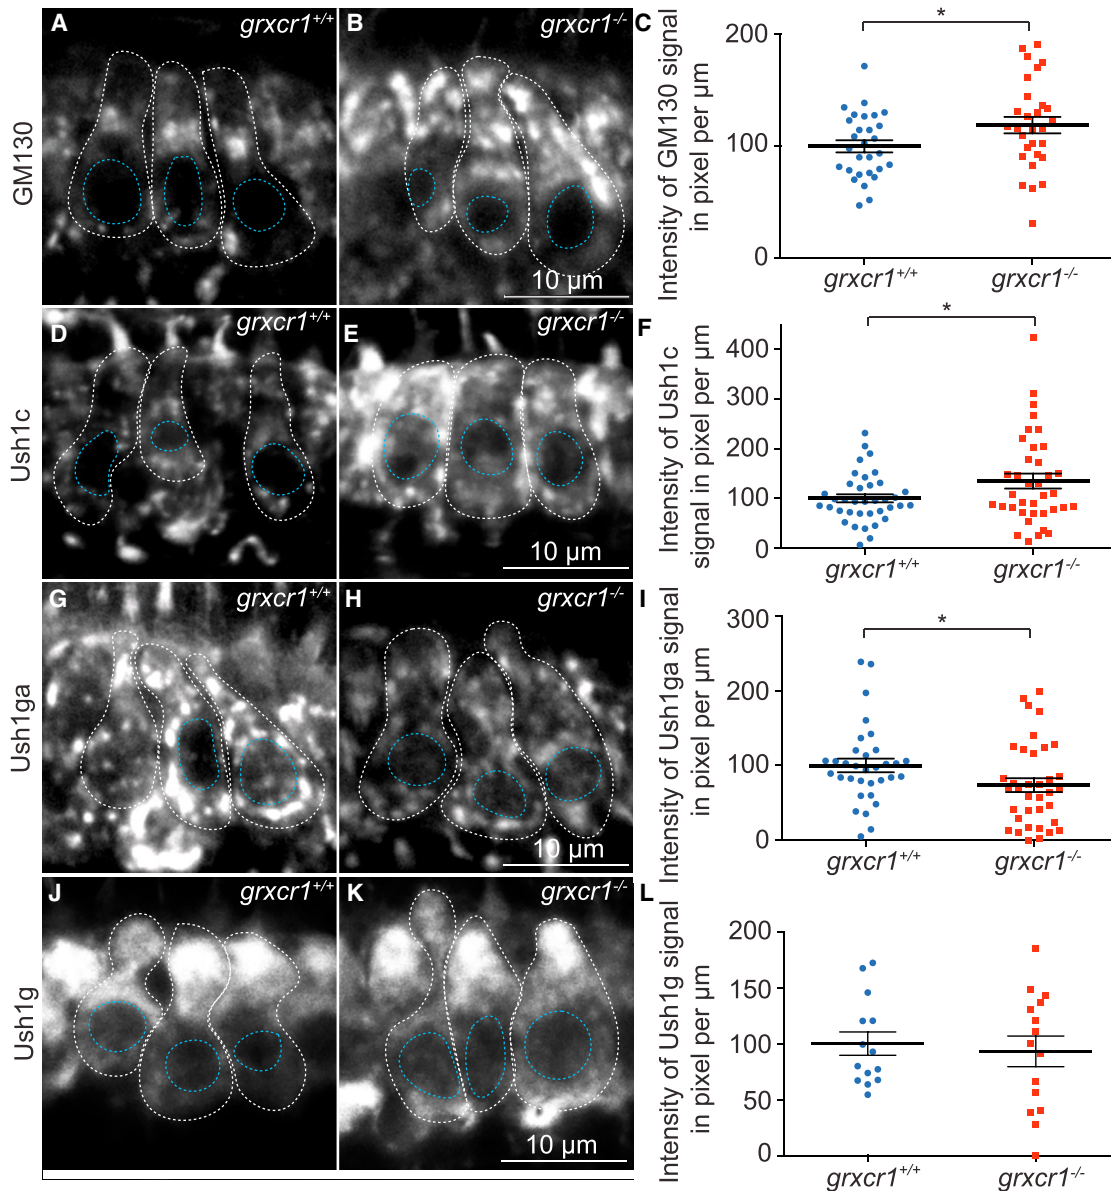 GM130
A
grxcr1+/+
B
grxcr1-/-
10 µm
C
Intensity of GM130 signal
in pixel per µm
200
100
0
*
grxcr1+/+
grxcr1-/-
Ush1c
D
grxcr1+/+
E
grxcr1-/-
10 µm
F
Intensity of Ush1c
signal in pixel per µm
400
300
200
100
0
*
grxcr1+/+
grxcr1-/-
Ush1ga
G
grxcr1+/+
H
grxcr1-/-
10 µm
I
Intensity of Ush1ga signal
in pixel per µm
300
200
100
0
*
grxcr1+/+
grxcr1-/-
Ush1g
J
grxcr1+/+
K
grxcr1-/-
10 µm
L
Intensity of Ush1g signal
in pixel per µm
200
150
100
50
0
grxcr1+/+
grxcr1-/-